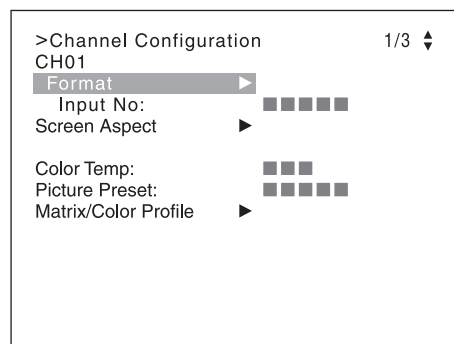 >Channel Configuration 1/3
CH01
Format
Input No: ■■■■■
Screen Aspect
Color Temp: ■■■
Picture Preset: ■■■■■
Matrix/Color Profile